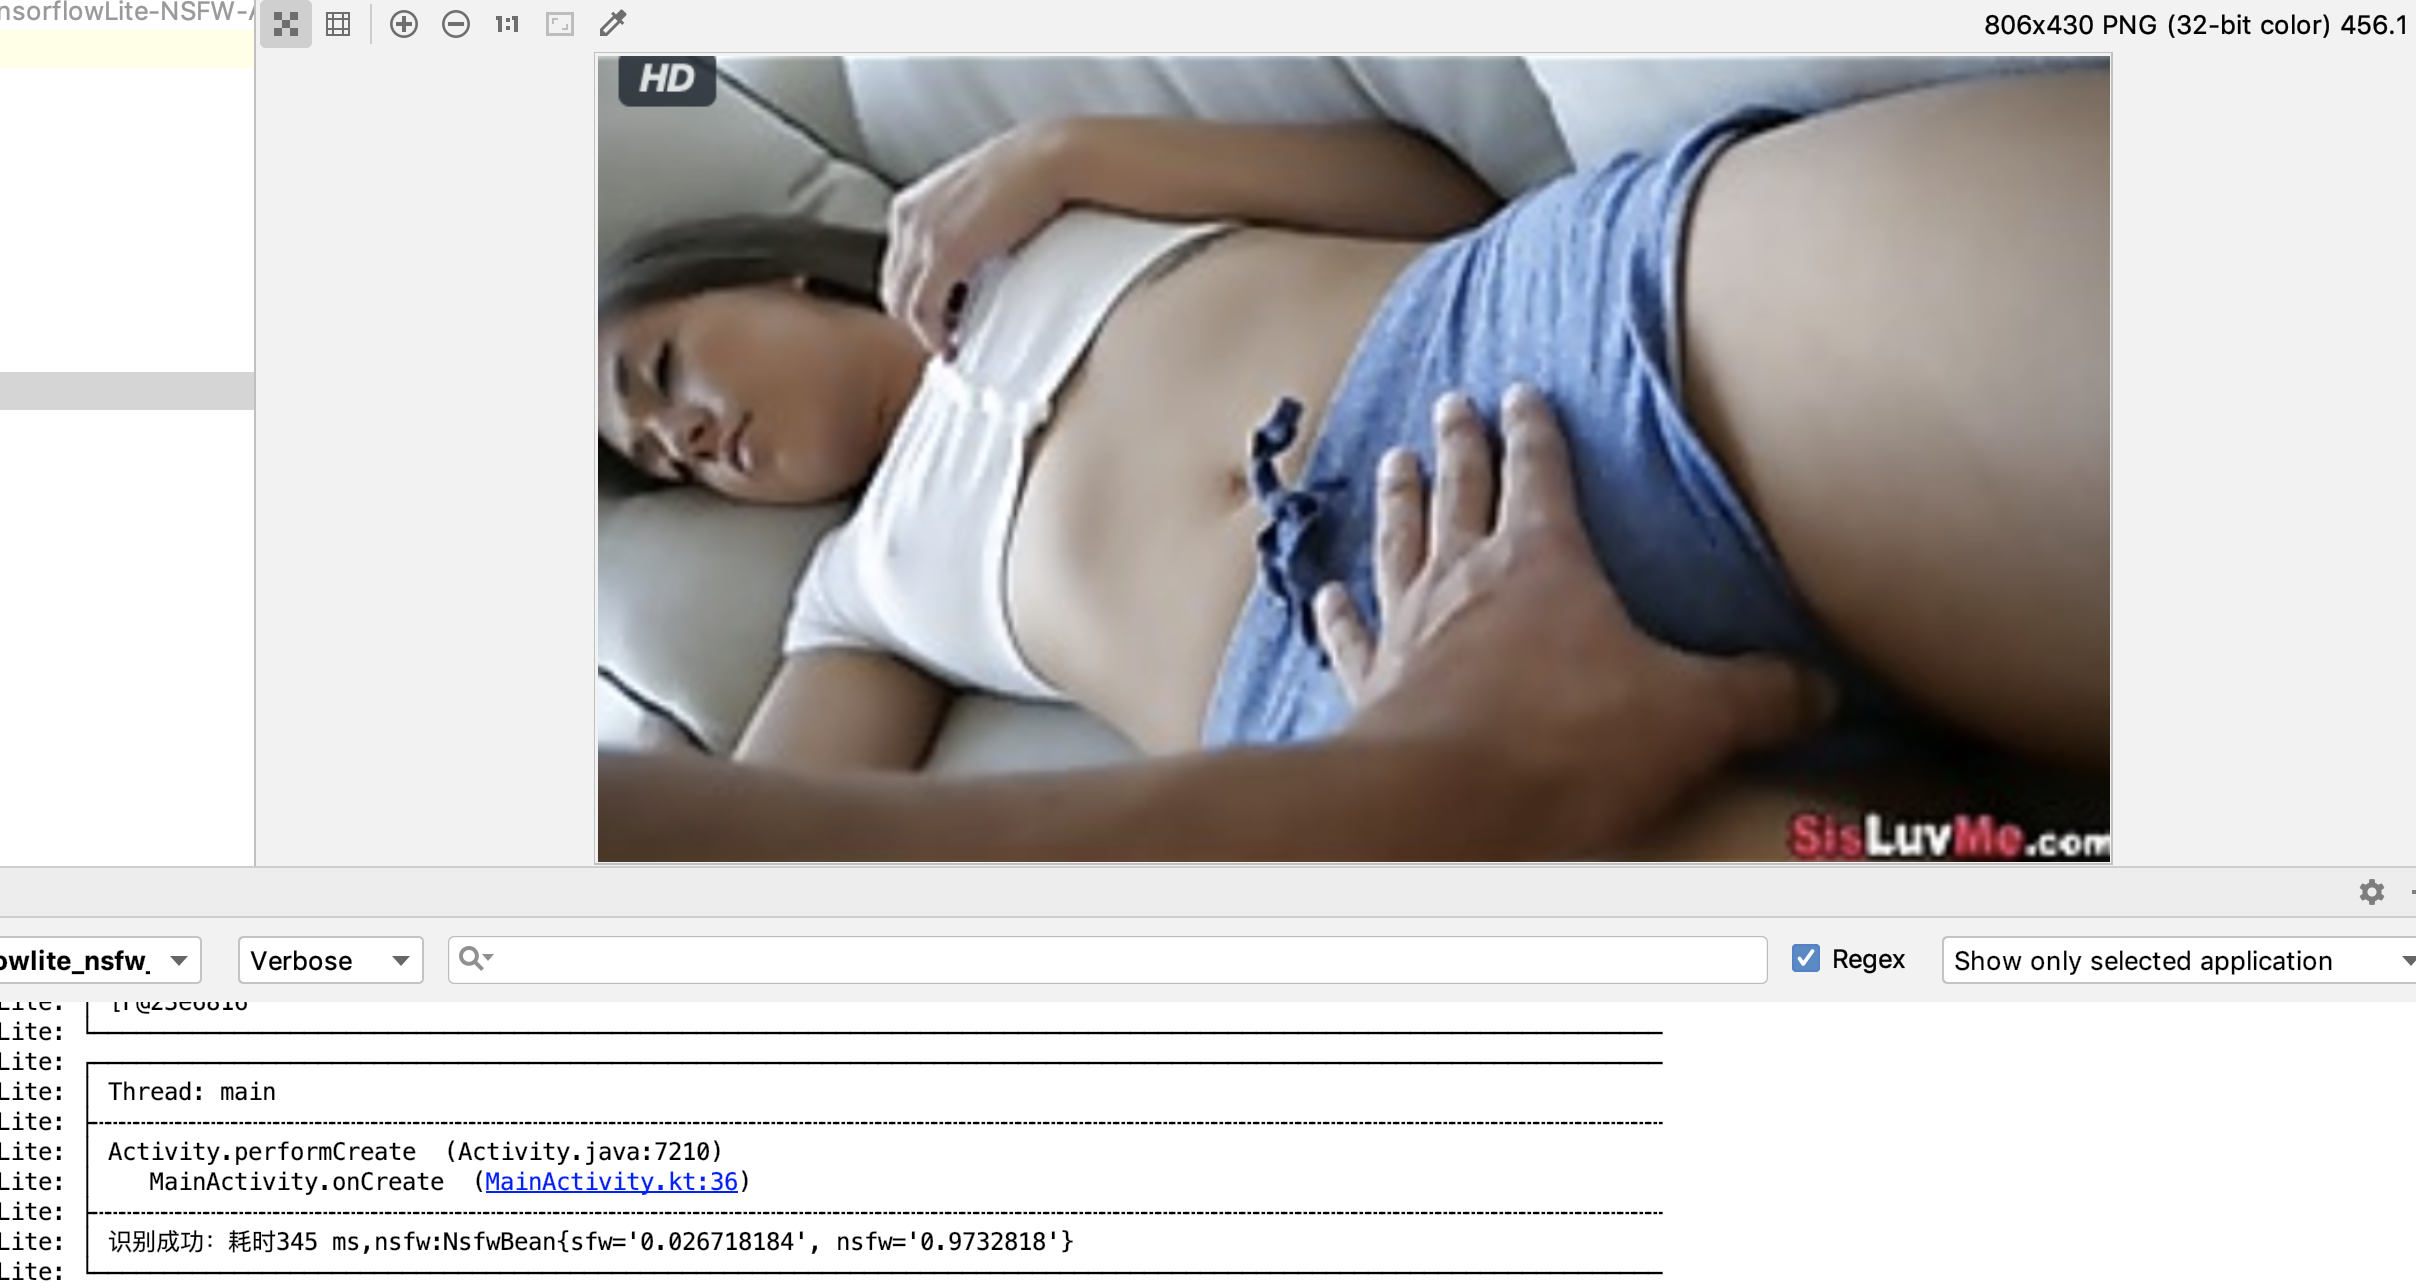 nsorflowLite-NSFW-A
1:1
806x430 PNG (32-bit color) 456.1
HD
SisLuvMe.com
owlite_nsfw_
Verbose
Regex
Show only selected application
Lite:
Lite:
Lite:
Lite: Thread: main
Lite:
Lite: Activity.performCreate  (Activity.java:7210)
Lite: MainActivity.onCreate  (MainActivity.kt:36)
Lite:
Lite: 识别成功：耗时345 ms,nsfw:NsfwBean{sfw='0.026718184', nsfw='0.9732818'}
Lite: